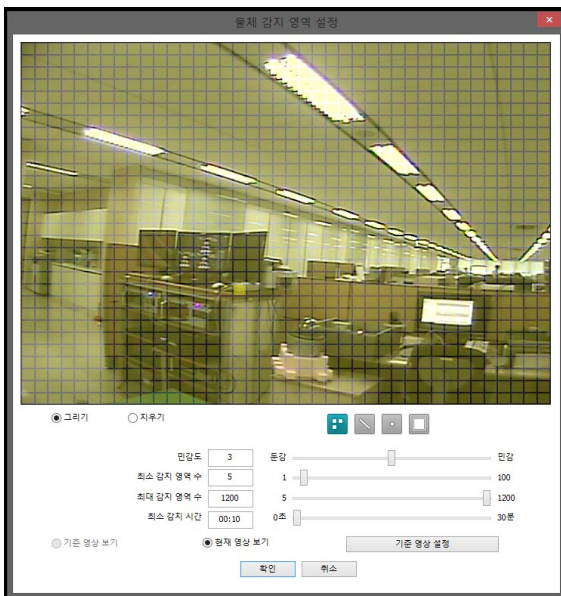 물체 감지 영역 설정
그리기 지우기
민감도 3 둔감 민감
최소 감지 영역 수 5 1 100
최대 감지 영역 수 1200 5 1200
최소 감지 시간 00:10 0초 30분
기준 영상 보기 현재 영상 보기 기준 영상 설정
확인 취소